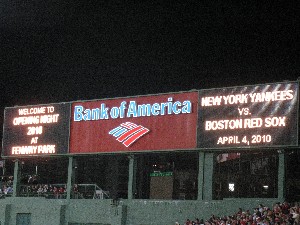 WELCOME TO
OPENING NIGHT
2010
AT
FENWAY PARK
Bank of America
NEW YORK YANKEES
VS.
BOSTON RED SOX
APRIL 4, 2010